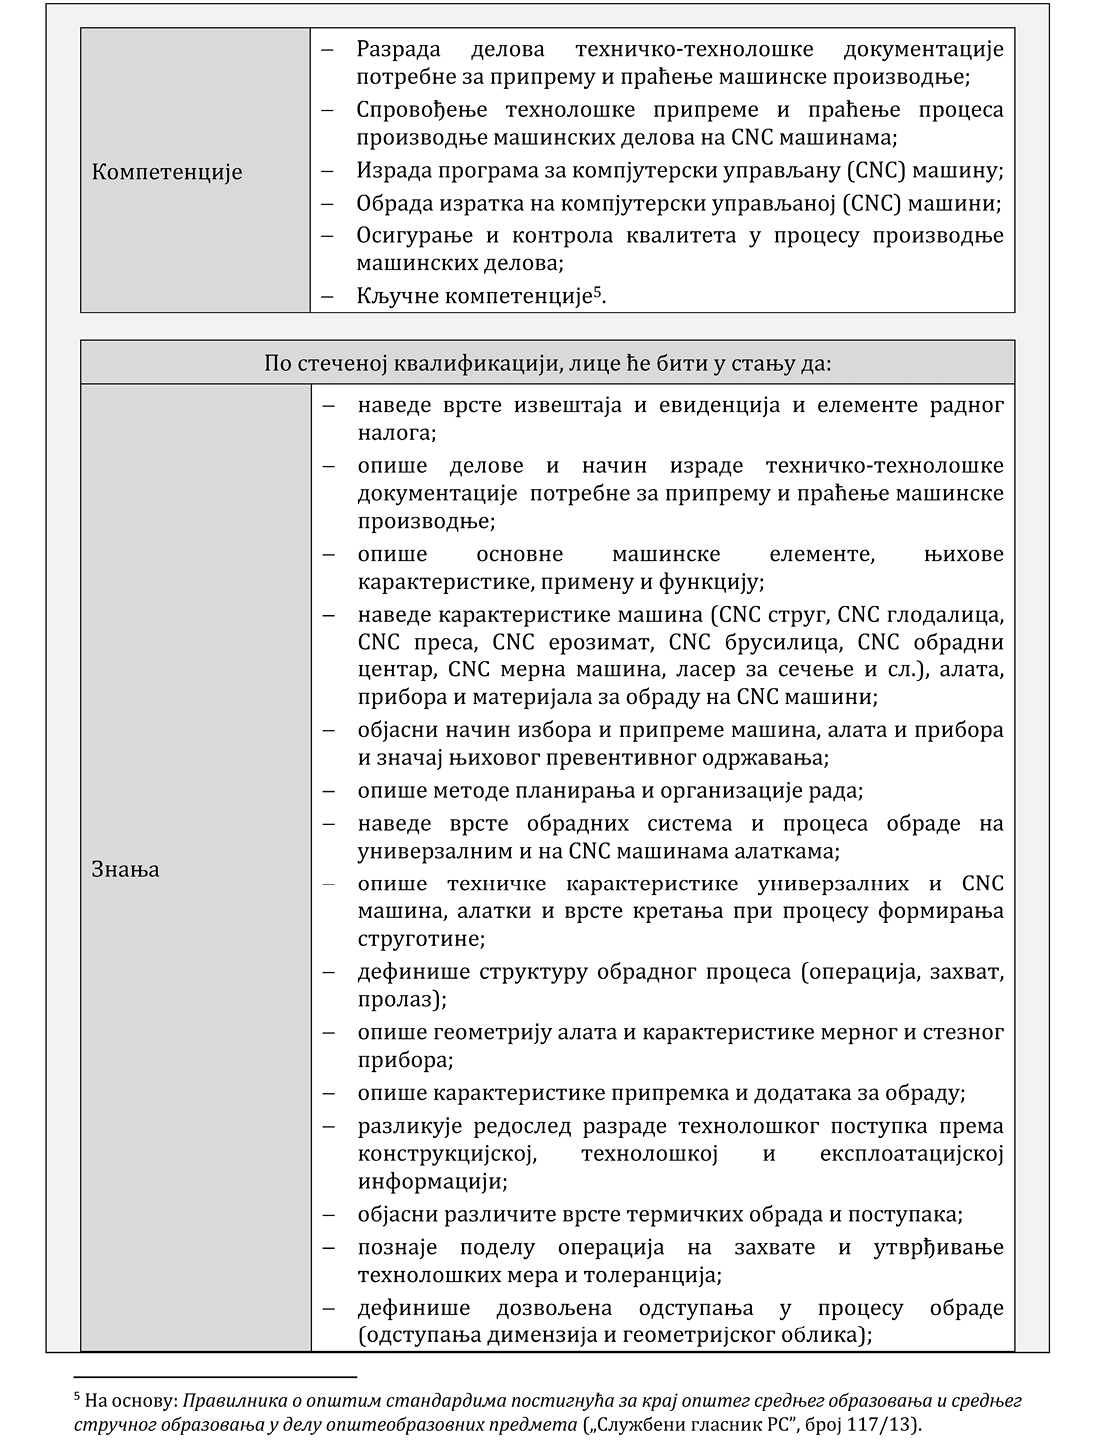 – Разрада делова техничко-технолошке документације
потребне за припрему и праћење машинске производње;
– Спровођење технолошке припреме и праћење процеса
производње машинских делова на CNC машинама;
Компетенције
– Израда програма за компјутерски управљану (CNC) машину;
– Обрада изратка на компјутерски управљаној (CNC) машини;
– Осигурање и контрола квалитета у процесу производње
машинских делова;
– Кључне компетенције⁵.
По стеченој квалификацији, лице ће бити у стању да:
– наведе врсте извештаја и евиденција и елементе радног
налога;
– опише делове и начин израде техничко-технолошке
документације потребне за припрему и праћење машинске
производње;
– опише основне машинске елементе, њихове
карактеристике, примену и функцију;
– наведе карактеристике машина (CNC струг, CNC глодалица,
CNC преса, CNC ерозимат, CNC брусилица, CNC обрадни
центар, CNC мерна машина, ласер за сечење и сл.), алата,
прибора и материјала за обраду на CNC машини;
– објасни начин избора и припреме машина, алата и прибора
и значај њиховог превентивног одржавања;
– опише методе планирања и организације рада;
– наведе врсте обрадних система и процеса обраде на
универзалним и на CNC машинама алаткама;
Знања
– опише техничке карактеристике универзалних и CNC
машина, алатки и врсте кретања при процесу формирања
струготине;
– дефинише структуру обрадног процеса (операција, захват,
пролаз);
– опише геометрију алата и карактеристике мерног и стезног
прибора;
– опише карактеристике припремка и додатака за обраду;
– разликује редослед разраде технолошког поступка према
конструкцијској, технолошкој и експлоатацијској
информацији;
– објасни различите врсте термичких обрада и поступака;
– познаје поделу операција на захвате и утврђивање
технолошких мера и толеранција;
– дефинише дозвољена одступања у процесу обраде
(одступања димензија и геометријског облика);
⁵ На основу: Правилника о општим стандардима постигнућа за крај општег средњег образовања и средњег
стручног образовања у делу општеобразовних предмета („Службени гласник РС”, број 117/13).